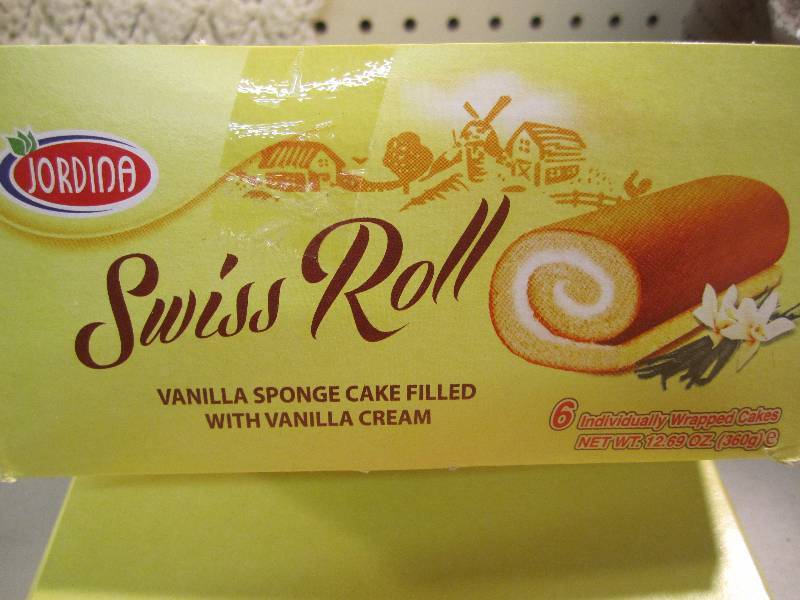 JORDINA
Swiss Roll
VANILLA SPONGE CAKE FILLED
WITH VANILLA CREAM
6 Individually Wrapped Cakes
NET WT. 12.69 OZ. (360g) e